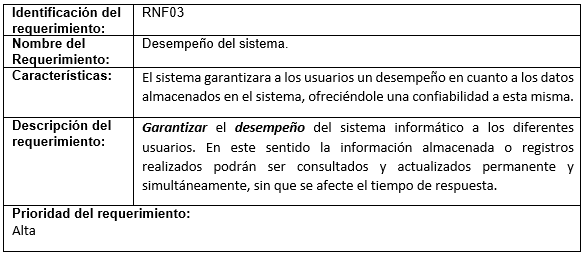 Identificación del RNF03
requerimiento:
Nombre del Desempeño del sistema.
Requerimiento:
Características: El sistema garantizara a los usuarios un desempeño en cuanto a los datos
almacenados en el sistema, ofreciéndole una confiabilidad a esta misma.
Descripción del Garantizar el desempeño del sistema informático a los diferentes
requerimiento: usuarios. En este sentido la información almacenada o registros
realizados podrán ser consultados y actualizados permanente y
simultáneamente, sin que se afecte el tiempo de respuesta.
Prioridad del requerimiento:
Alta